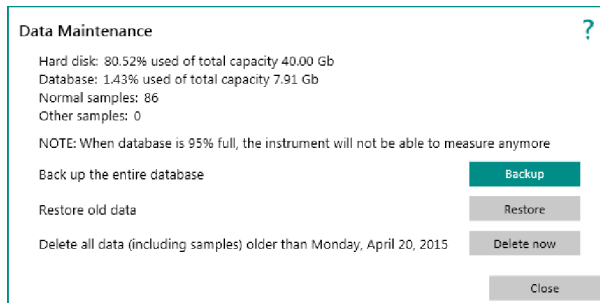 Data Maintenance ?
Hard disk: 80.52% used of total capacity 40.00 Gb
Database: 1.43% used of total capacity 7.91 Gb
Normal samples: 86
Other samples: 0
NOTE: When database is 95% full, the instrument will not be able to measure anymore
Back up the entire database Backup
Restore old data Restore
Delete all data (including samples) older than Monday, April 20, 2015 Delete now
Close